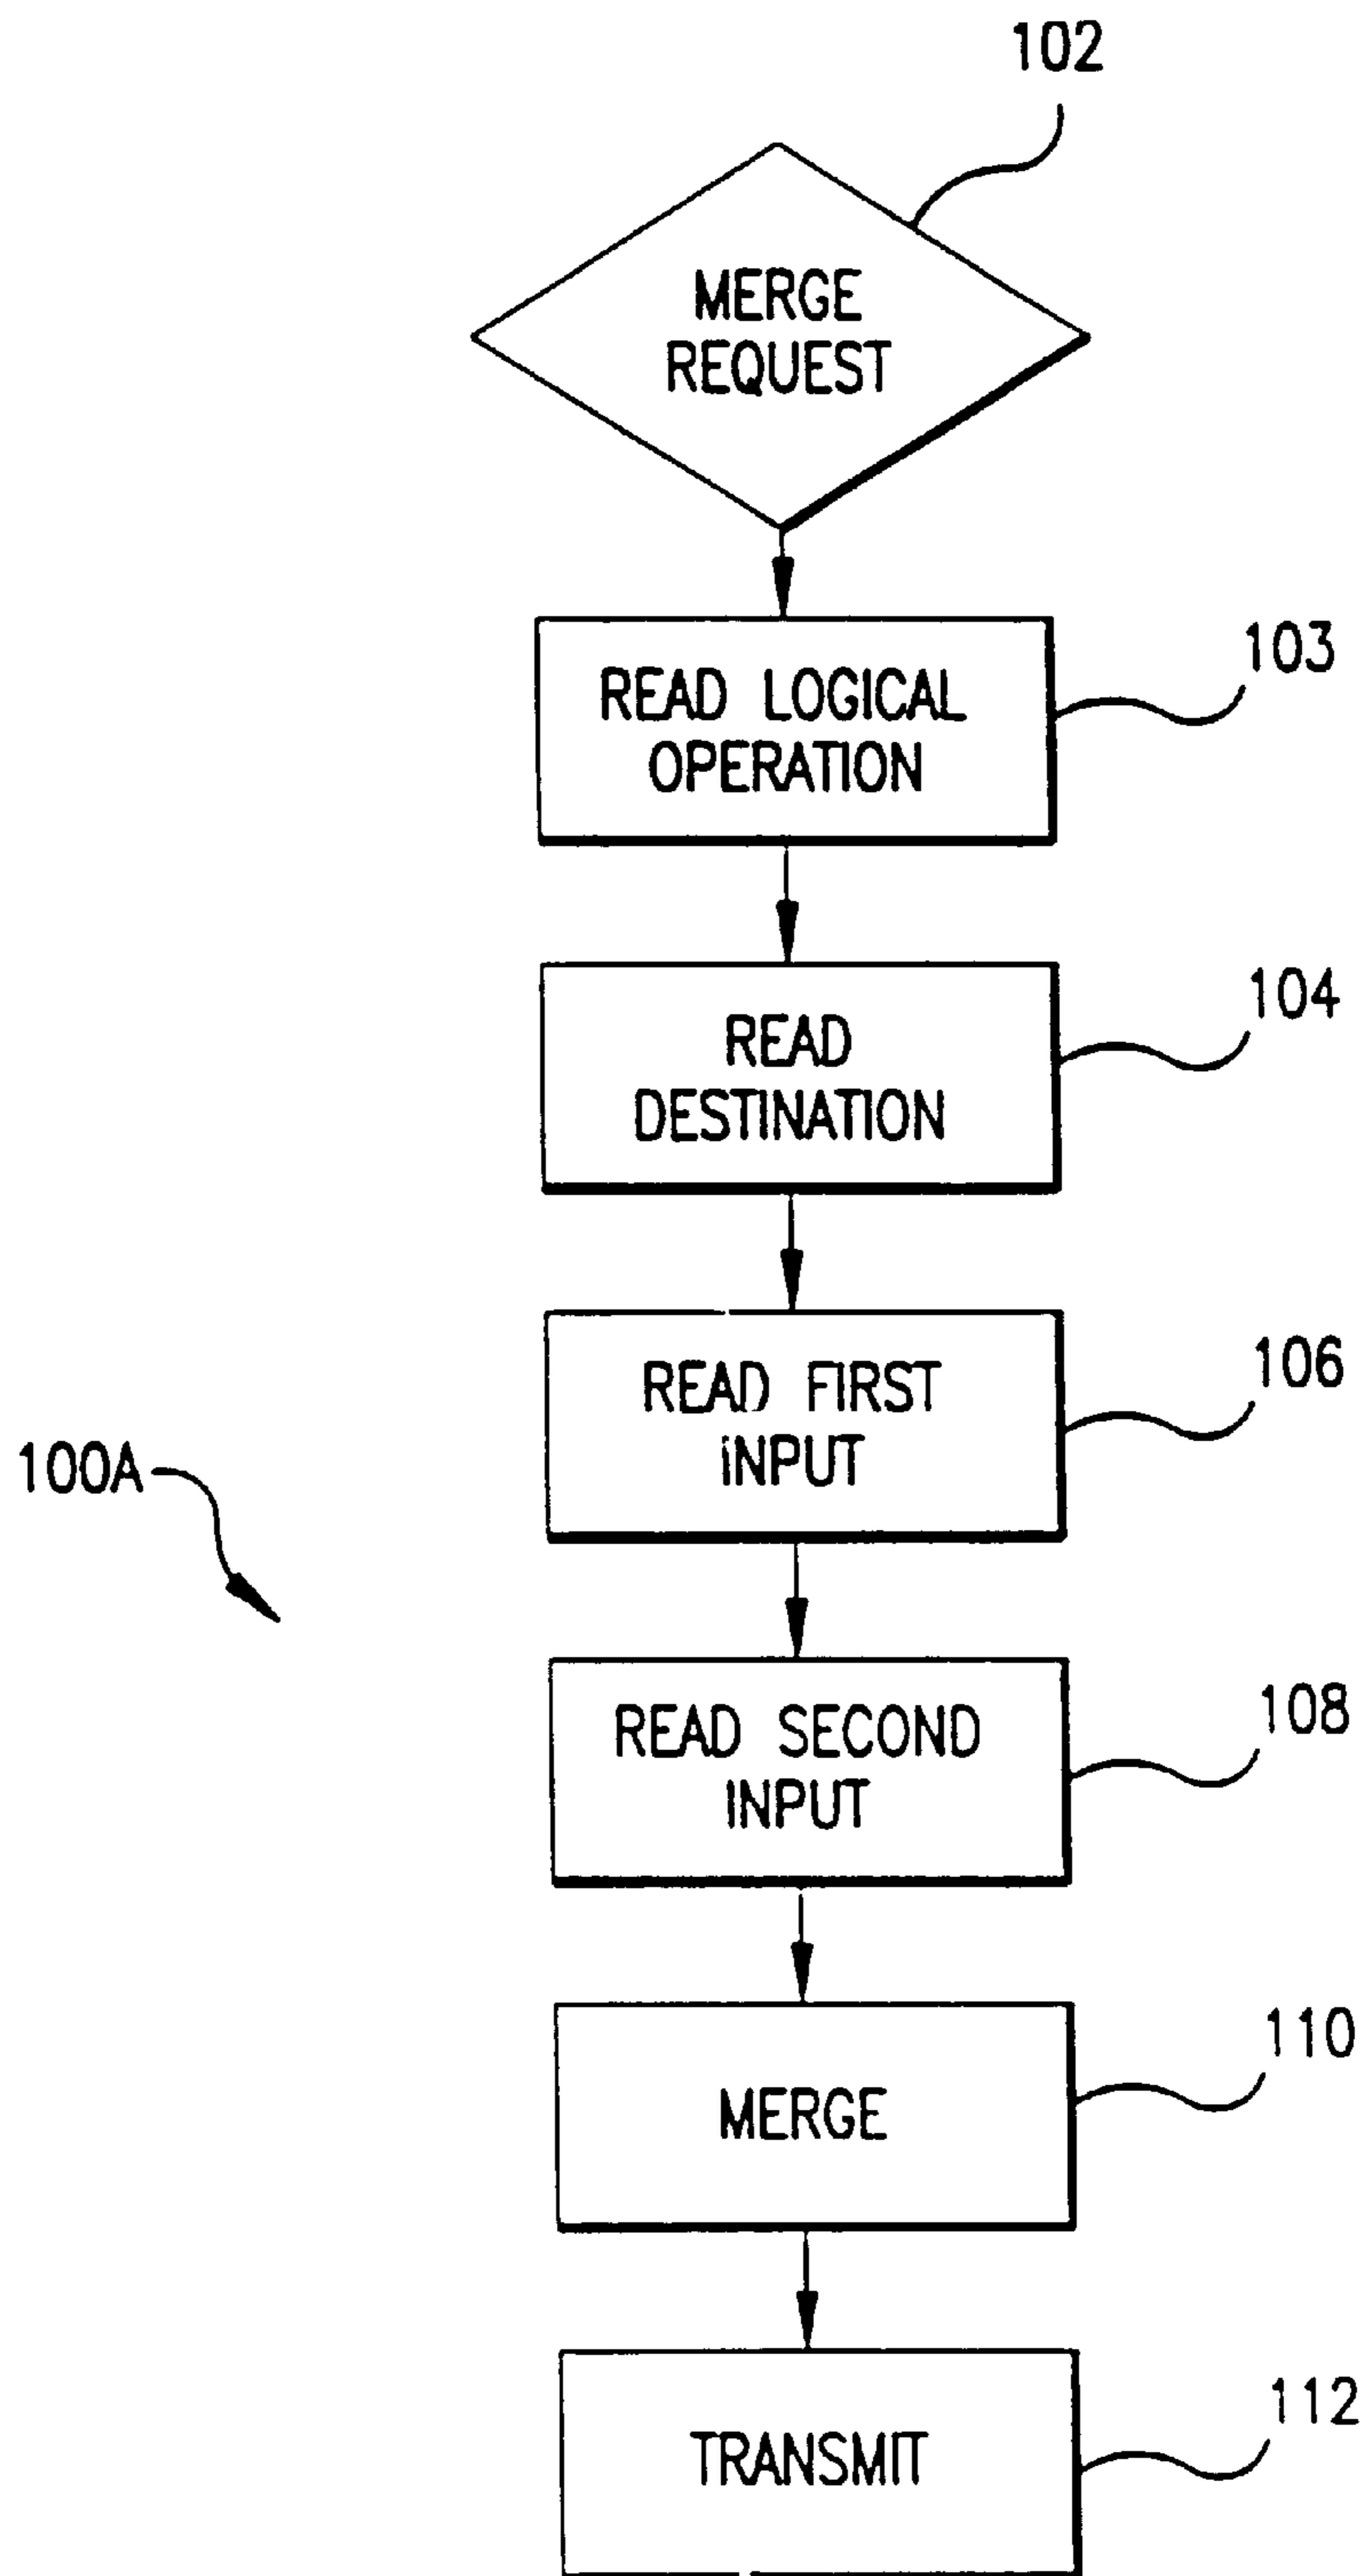 102
MERGE
REQUEST
READ LOGICAL
OPERATION
103
READ
DESTINATION
104
READ FIRST
INPUT
106
100A
READ SECOND
INPUT
108
MERGE
110
TRANSMIT
112